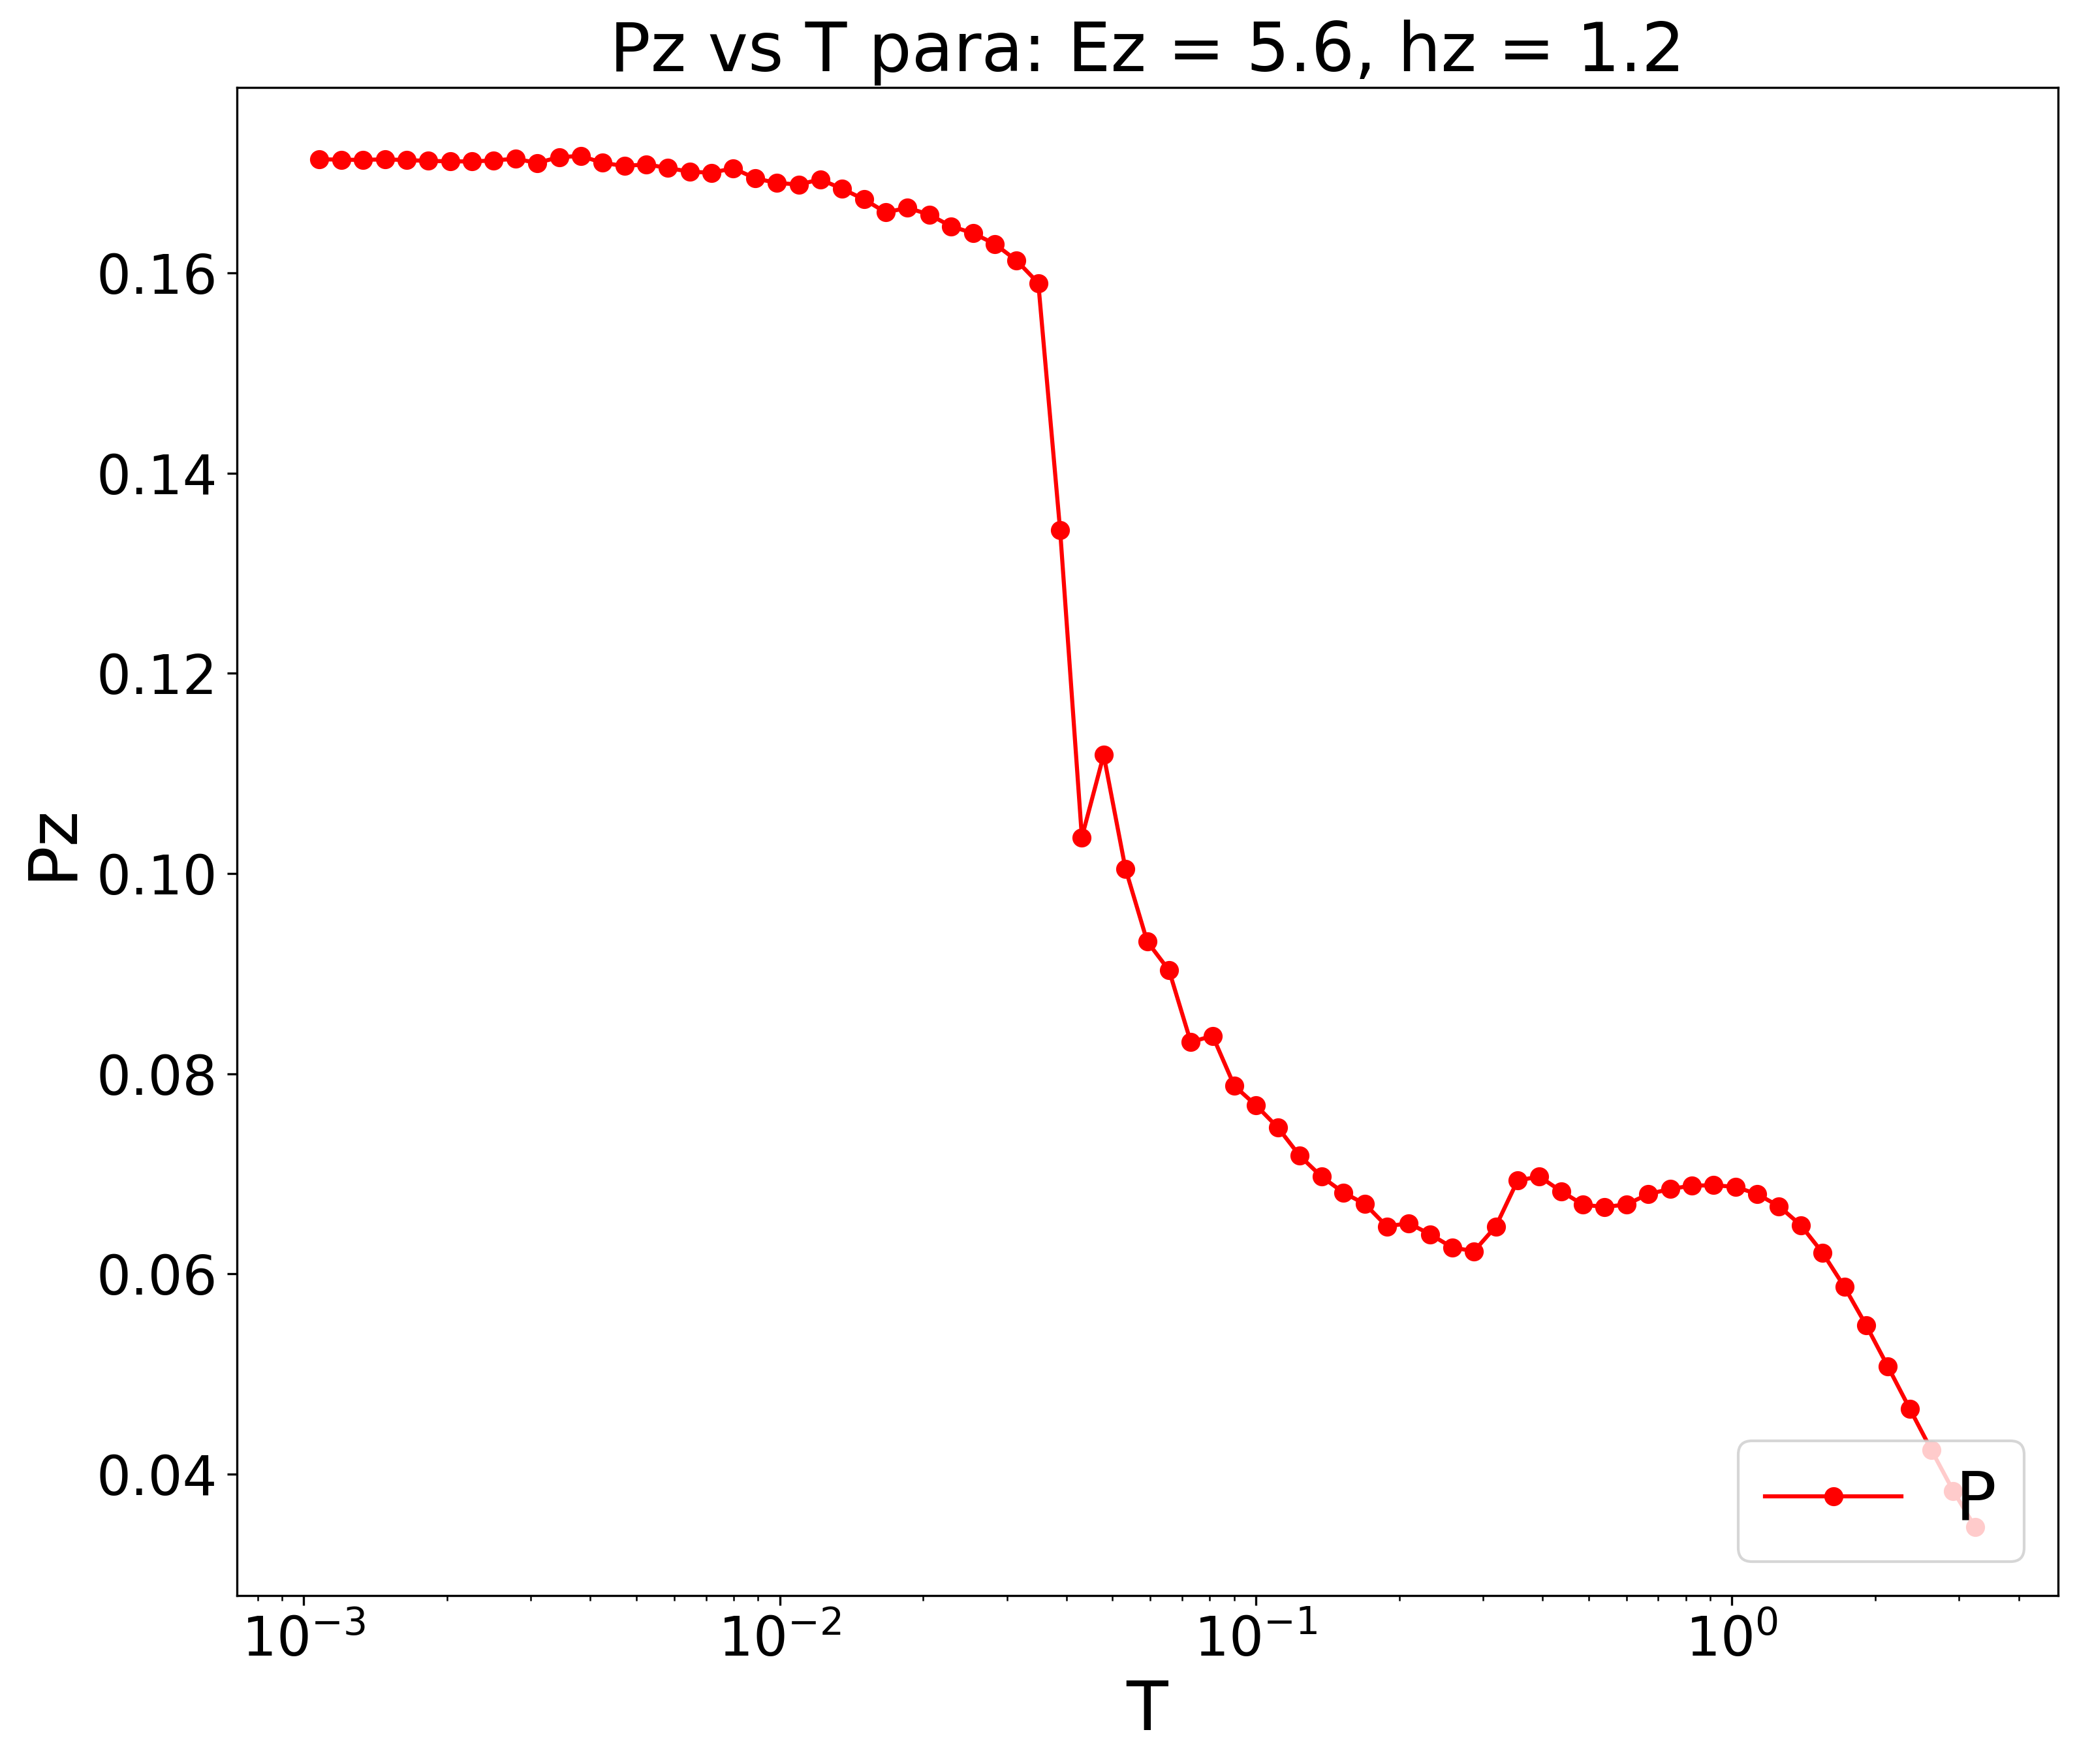 Pz vs T para: Ez = 5.6, hz = 1.2
Pz
0.16
0.14
0.12
0.10
0.08
0.06
0.04
P
10⁻³ 10⁻² 10⁻¹ 10⁰
T